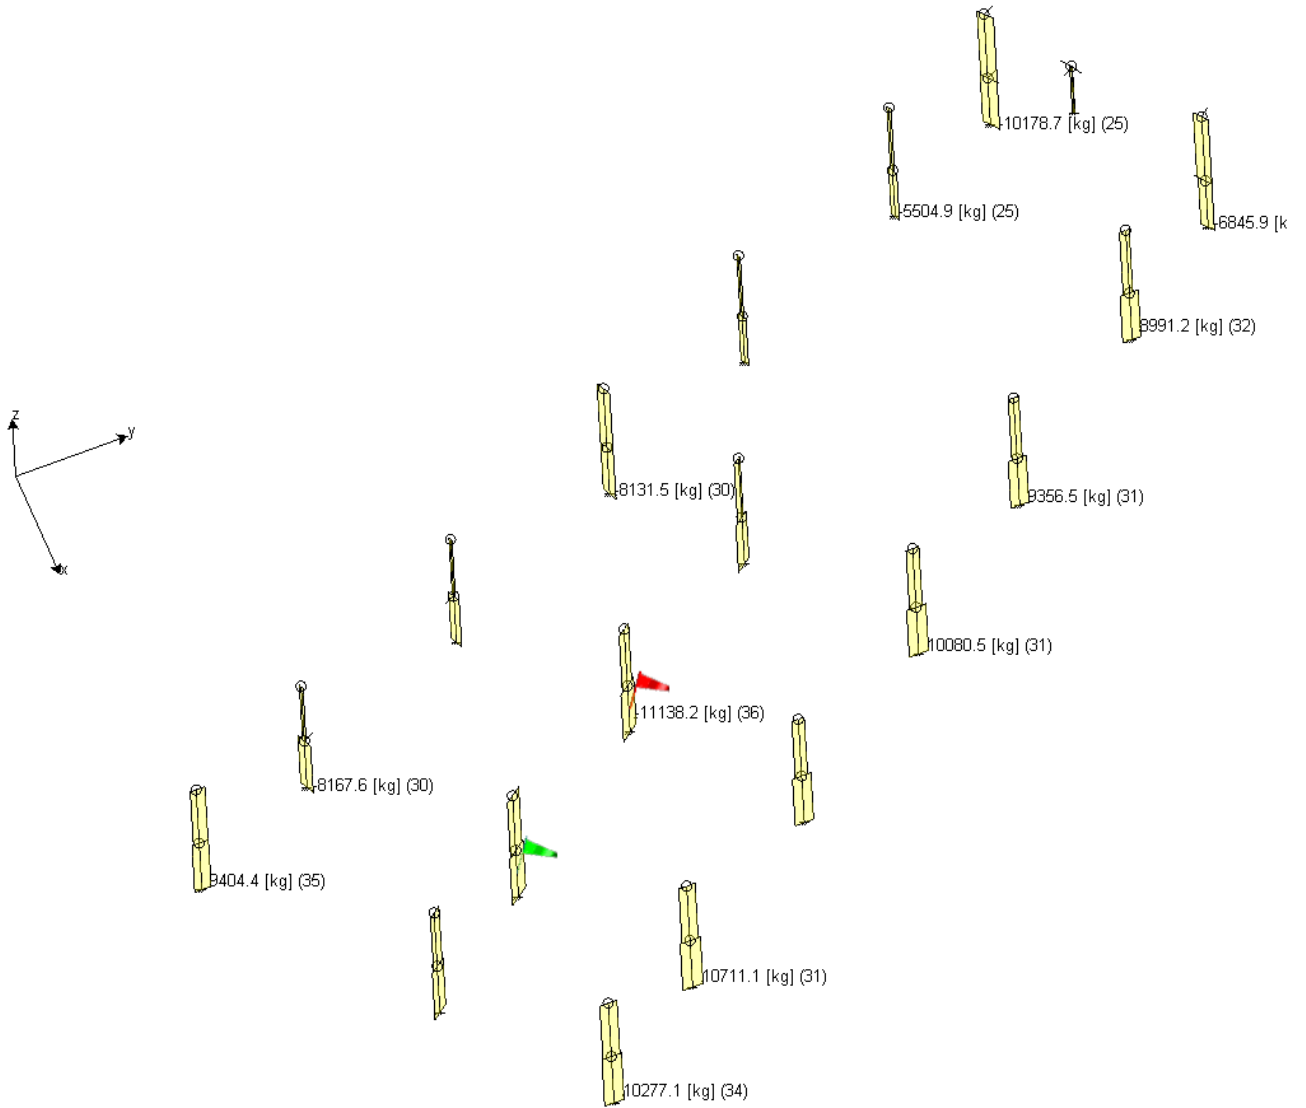 10178.7 [kg] (25)
-5504.9 [kg] (25)
-6845.9 [k
8991.2 [kg] (32)
z
y
-8131.5 [kg] (30)
9356.5 [kg] (31)
x
10080.5 [kg] (31)
-11138.2 [kg] (36)
-8167.6 [kg] (30)
9404.4 [kg] (35)
10711.1 [kg] (31)
10277.1 [kg] (34)